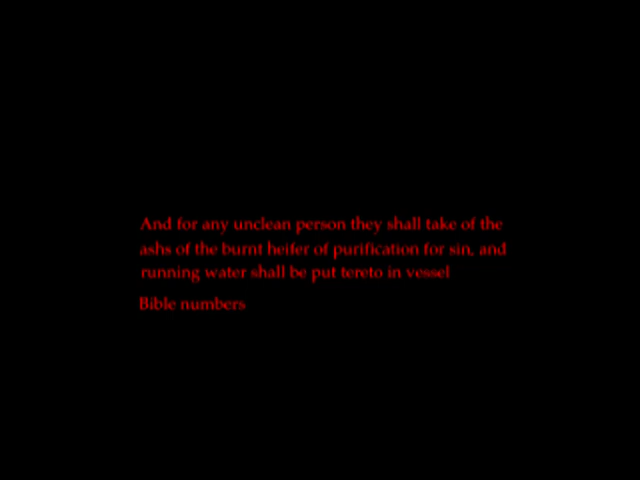 And for any unclean person they shall take of the
ashs of the burnt heifer of purification for sin, and
running water shall be put tereto in vessel
Bible numbers